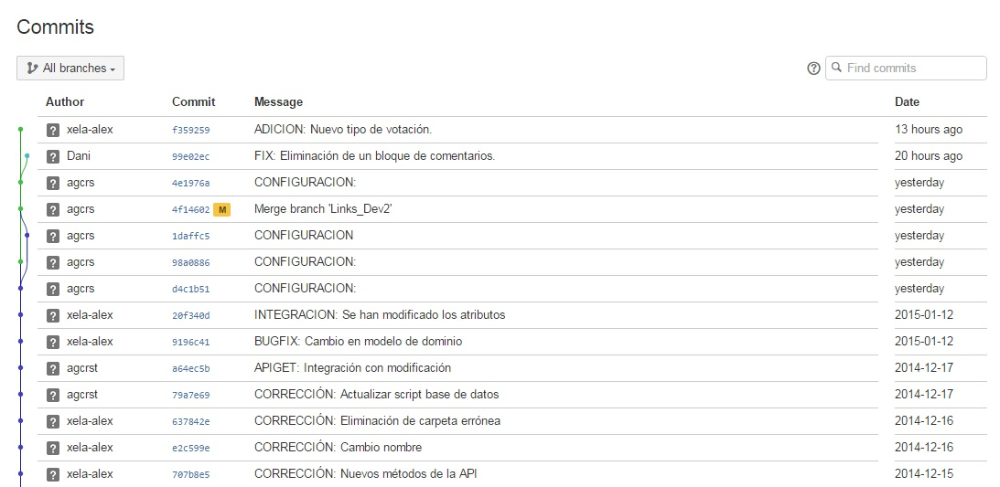 Commits
All branches
Find commits
Author Commit Message Date
xela-alex f359259 ADICION: Nuevo tipo de votación. 13 hours ago
Dani 99e02ec FIX: Eliminación de un bloque de comentarios. 20 hours ago
agcrs 4e1976a CONFIGURACION: yesterday
agcrs 4f14602 M Merge branch 'Links_Dev2' yesterday
agcrs 1daffc5 CONFIGURACION yesterday
agcrs 98a0886 CONFIGURACION: yesterday
agcrs d4c1b51 CONFIGURACION: yesterday
xela-alex 20f340d INTEGRACION: Se han modificado los atributos 2015-01-12
xela-alex 9196c41 BUGFIX: Cambio en modelo de dominio 2015-01-12
agcrst a64ec5b APIGET: Integración con modificación 2014-12-17
agcrst 79a7e69 CORRECCIÓN: Actualizar script base de datos 2014-12-17
xela-alex 637842e CORRECCIÓN: Eliminación de carpeta errónea 2014-12-16
xela-alex e2c599e CORRECCIÓN: Cambio nombre 2014-12-16
xela-alex 707b8e5 CORRECCIÓN: Nuevos métodos de la API 2014-12-15